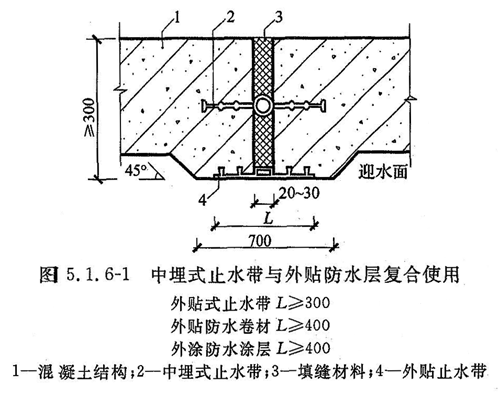 1 2 3
≥300
45°
迎水面
4
20~30
L
700
图 5.1.6-1 中埋式止水带与外贴防水层复合使用
外贴式止水带 L≥300
外贴防水卷材 L≥400
外涂防水涂层 L≥400
1—混凝土结构;2—中埋式止水带;3—填缝材料;4—外贴止水带